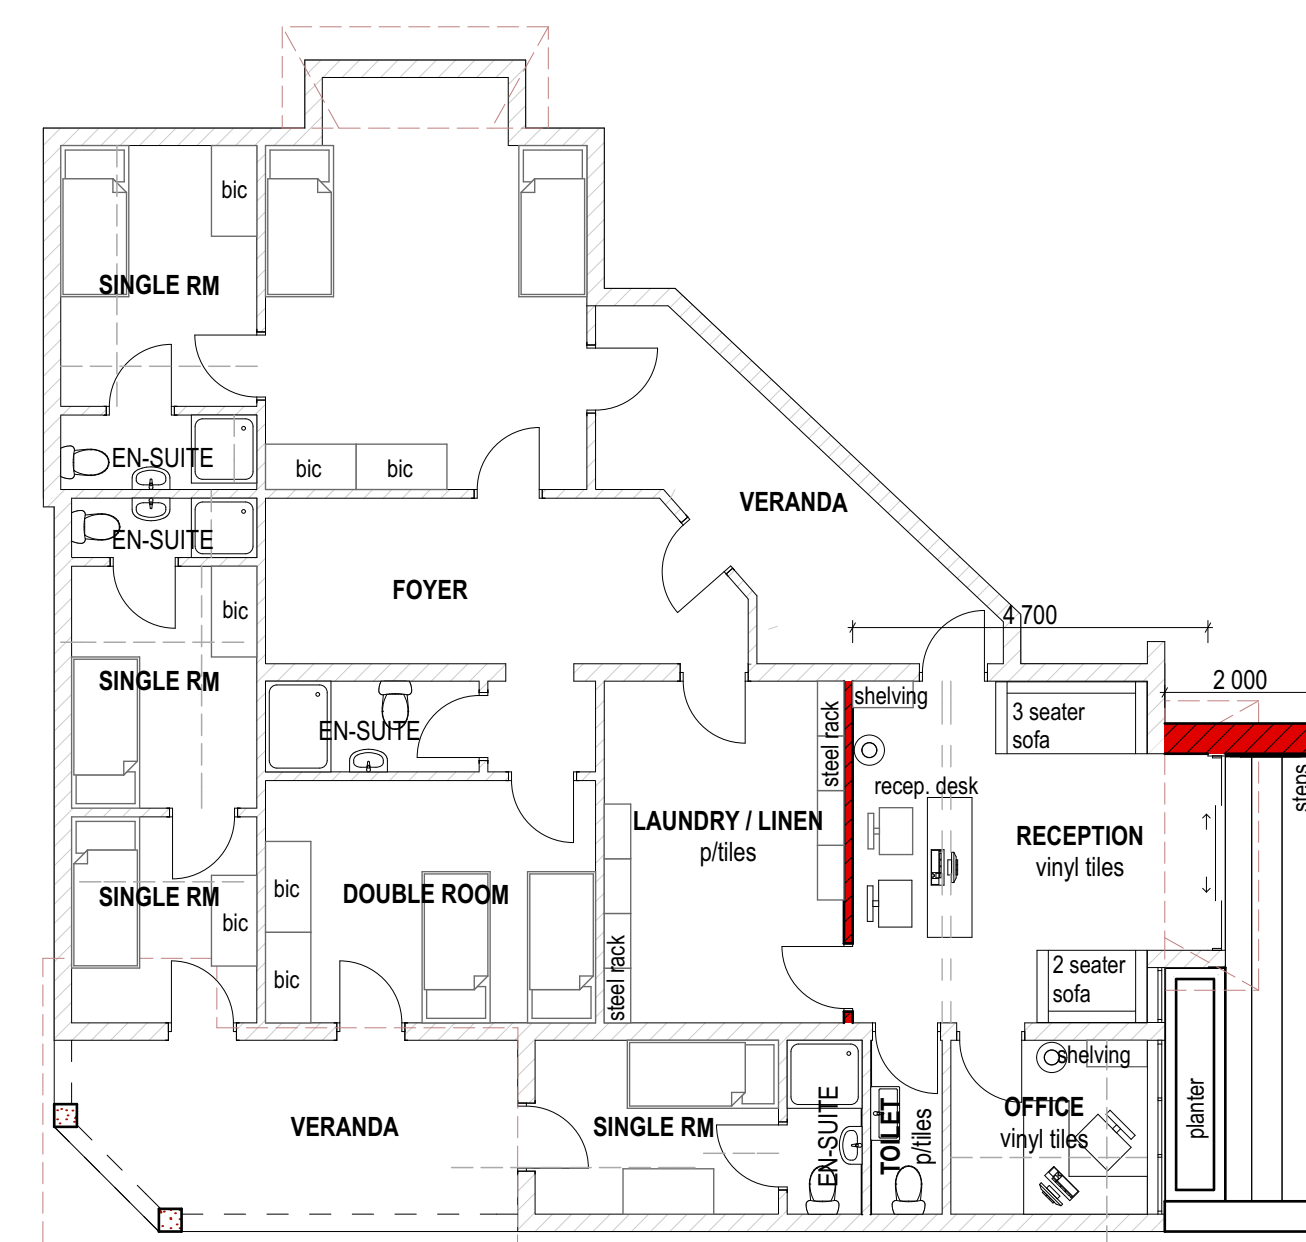 bic
SINGLE RM
EN-SUITE
bic
bic
VERANDA
EN-SUITE
FOYER
bic
4 700
2 000
SINGLE RM
EN-SUITE
steel rack
shelving
3 seater
sofa
steps
recep. desk
LAUNDRY / LINEN
p/tiles
RECEPTION
vinyl tiles
SINGLE RM
bic
bic
DOUBLE ROOM
bic
steel rack
2 seater
sofa
shelving
VERANDA
SINGLE RM
EN-SUITE
TOILET
p/tiles
OFFICE
vinyl tiles
planter